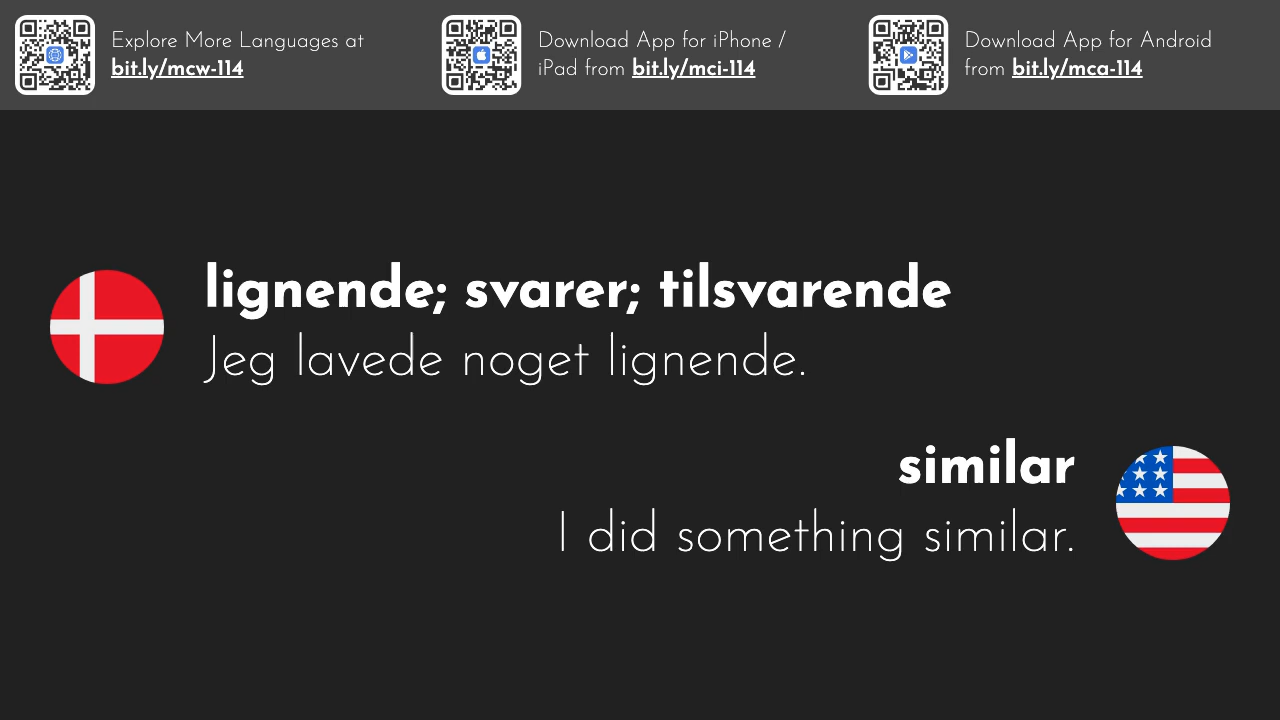 Explore More Languages at
bit.ly/mcw-114
Download App for iPhone /
iPad from bit.ly/mci-114
Download App for Android
from bit.ly/mca-114
lignende; svarer; tilsvarende
Jeg lavede noget lignende.
similar
I did something similar.